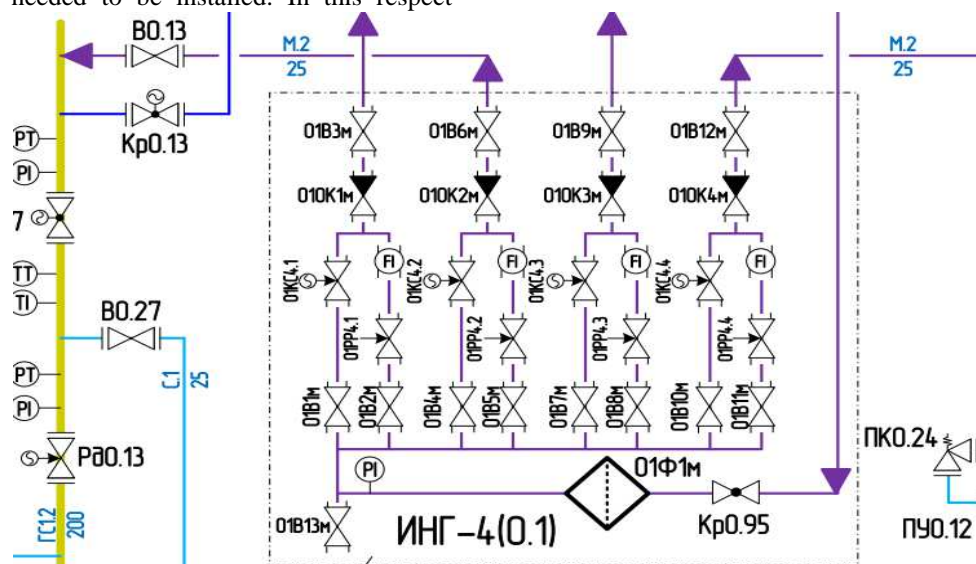 needed to be installed. In this respect
В0.13
М.2
25
М.2
25
01В3м
01В6м
01В9м
01В12м
Кр0.13
PT
PI
010К1м
010К2м
010К3м
010К4м
7
FI
FI
FI
FI
01КС4.1
01КС4.2
01КС4.3
01КС4.4
TT
TI
В0.27
01РР4.1
01РР4.2
01РР4.3
01РР4.4
PT
PI
С.1
25
01В1м
01В2м
01В4м
01В5м
01В7м
01В8м
01В10м
01В11м
ПК0.24
Рд0.13
PI
01Ф1м
ГС1.2
200
01В13м
ИНГ-4(0.1)
Кр0.95
ПУ0.12